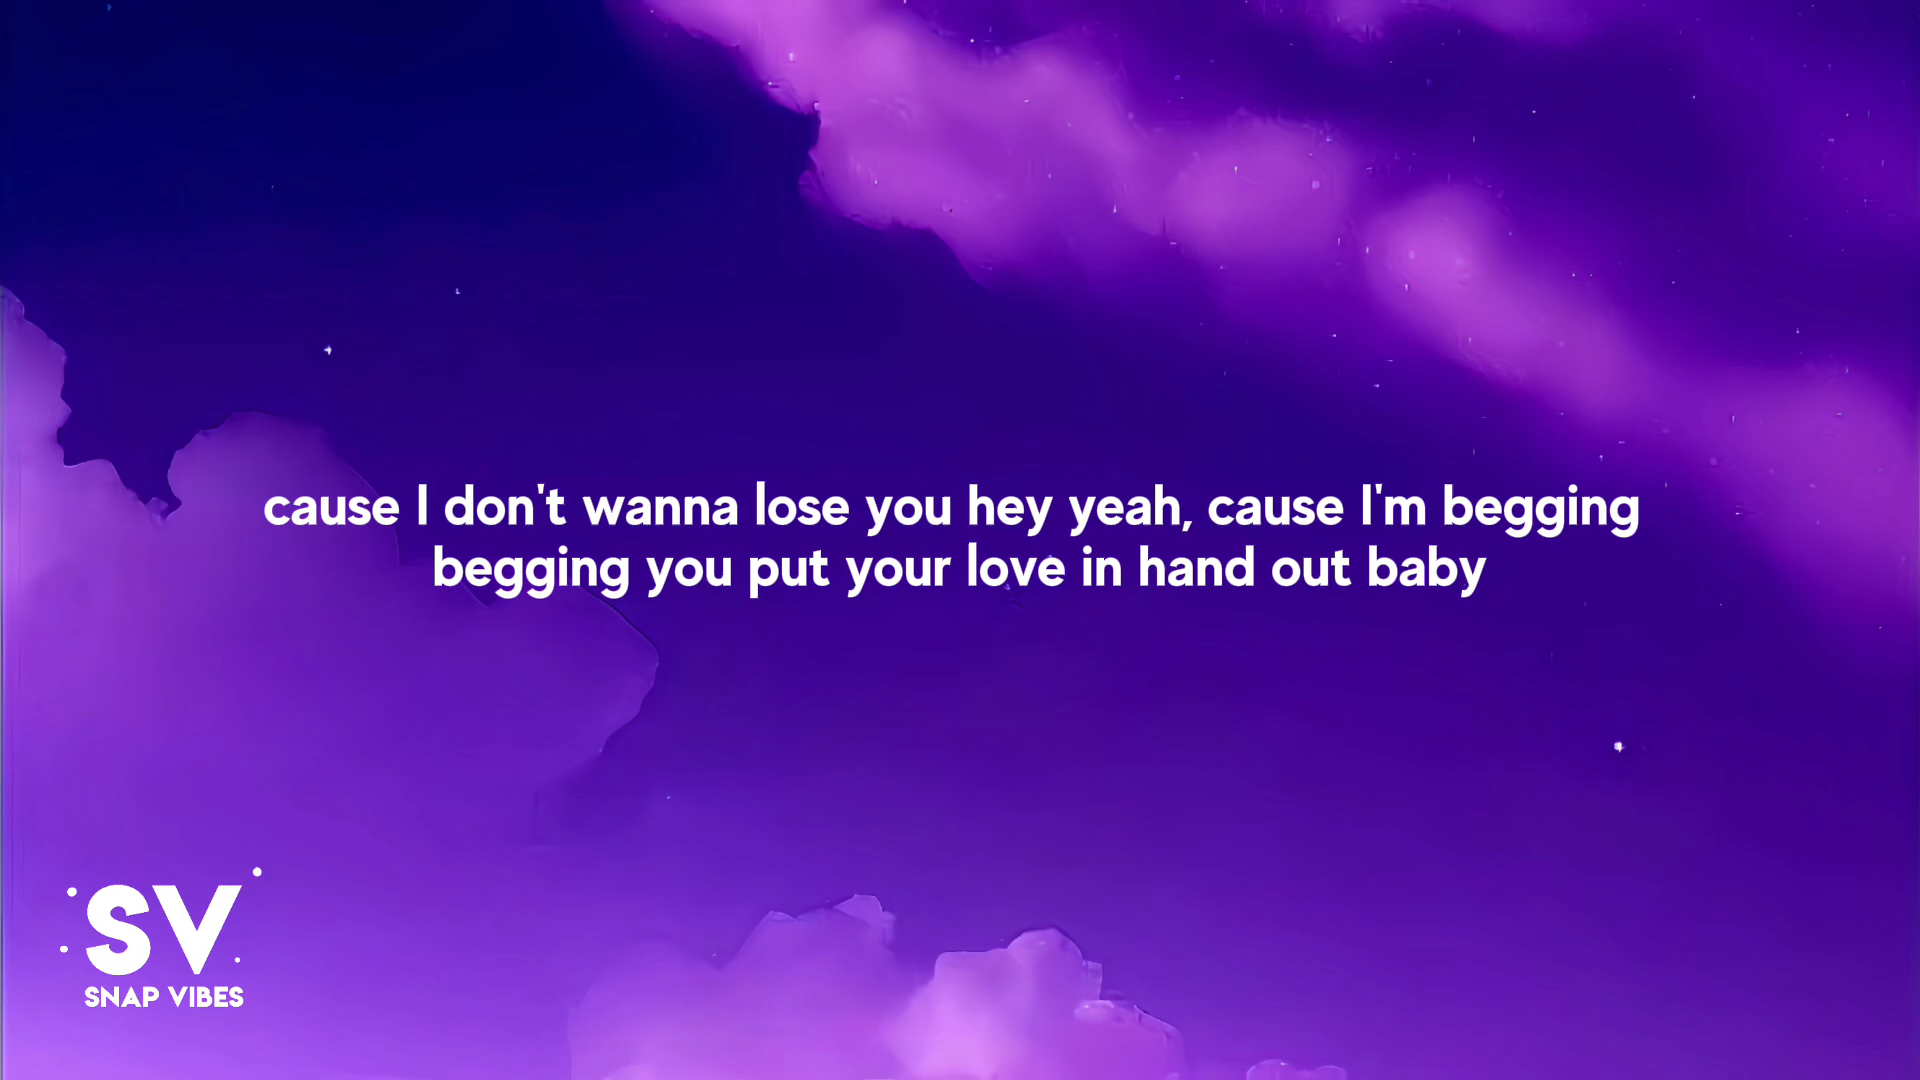 cause I don't wanna lose you hey yeah, cause I'm begging
begging you put your love in hand out baby
SV
SNAP VIBES